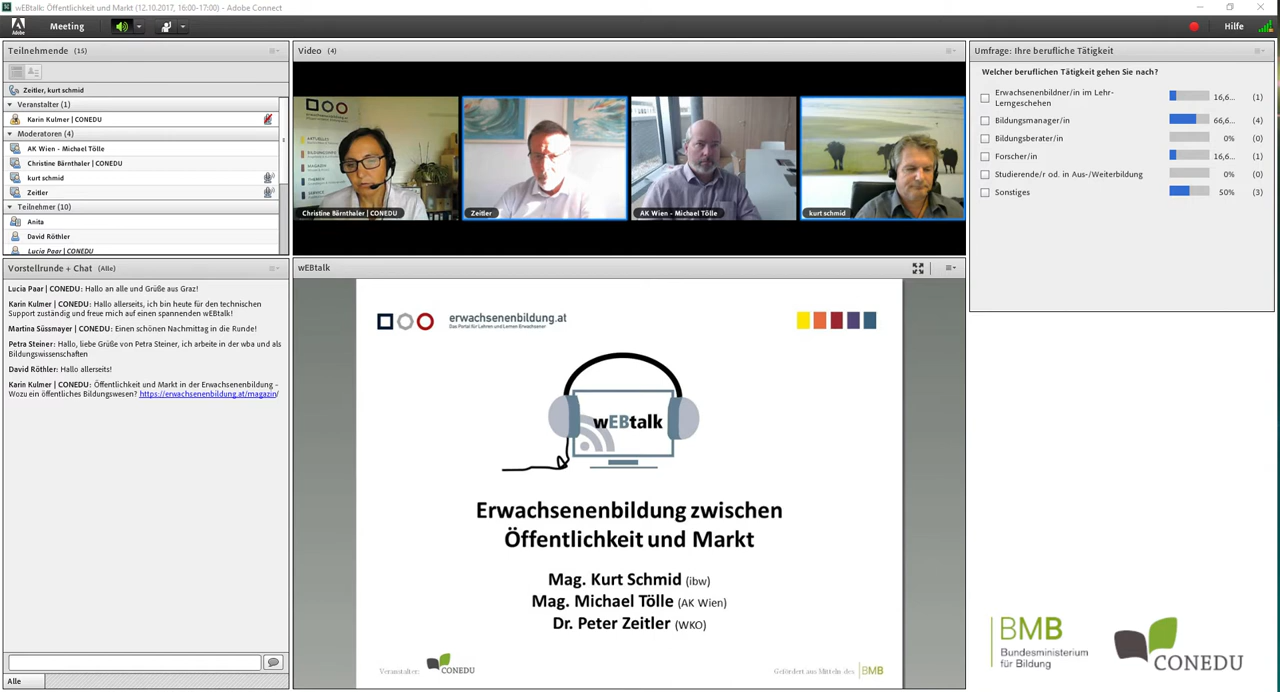 wEBtalk: Öffentlichkeit und Markt (12.10.2017, 16:00-17:00) - Adobe Connect
Adobe
Meeting
Hilfe
Teilnehmende (15)
Zeitler, kurt schmid
Veranstalter (1)
Karin Kulmer | CONEDU
Moderatoren (4)
AK Wien - Michael Tölle
Christine Bärnthaler | CONEDU
kurt schmid
Zeitler
Teilnehmer (10)
Anita
David Röthler
Lucia Paar | CONEDU
Video (4)
Christine Bärnthaler | CONEDU
Zeitler
AK Wien - Michael Tölle
kurt schmid
Umfrage: Ihre berufliche Tätigkeit
Welcher beruflichen Tätigkeit gehen Sie nach?
Erwachsenenbildner/in im Lehr-
Lerngeschehen 16,6... (1)
Bildungsmanager/in 66,6... (4)
Bildungsberater/in 0% (0)
Forscher/in 16,6... (1)
Studierende/r od. in Aus-/Weiterbildung 0% (0)
Sonstiges 50% (3)
Vorstellrunde + Chat (Alle)
Lucia Paar | CONEDU: Hallo an alle und Grüße aus Graz!
Karin Kulmer | CONEDU: Hallo allerseits, ich bin heute für den technischen
Support zuständig und freue mich auf einen spannenden wEBtalk!
Martina Süssmayer | CONEDU: Einen schönen Nachmittag in die Runde!
Petra Steiner: Hallo, liebe Grüße von Petra Steiner, ich arbeite in der wba und als
Bildungswissenschaften
David Röthler: Hallo allerseits!
Karin Kulmer | CONEDU: Öffentlichkeit und Markt in der Erwachsenenbildung -
Wozu ein öffentliches Bildungswesen? https://erwachsenenbildung.at/magazin/
Alle
wEBtalk
erwachsenenbildung.at
Das Portal für Lehren und Lernen Erwachsener
wEBtalk
Erwachsenenbildung zwischen
Öffentlichkeit und Markt
Mag. Kurt Schmid (ibw)
Mag. Michael Tölle (AK Wien)
Dr. Peter Zeitler (WKO)
Veranstalter: CONEDU
Gefördert aus Mitteln des BMB
BMB
Bundesministerium
für Bildung
CONEDU